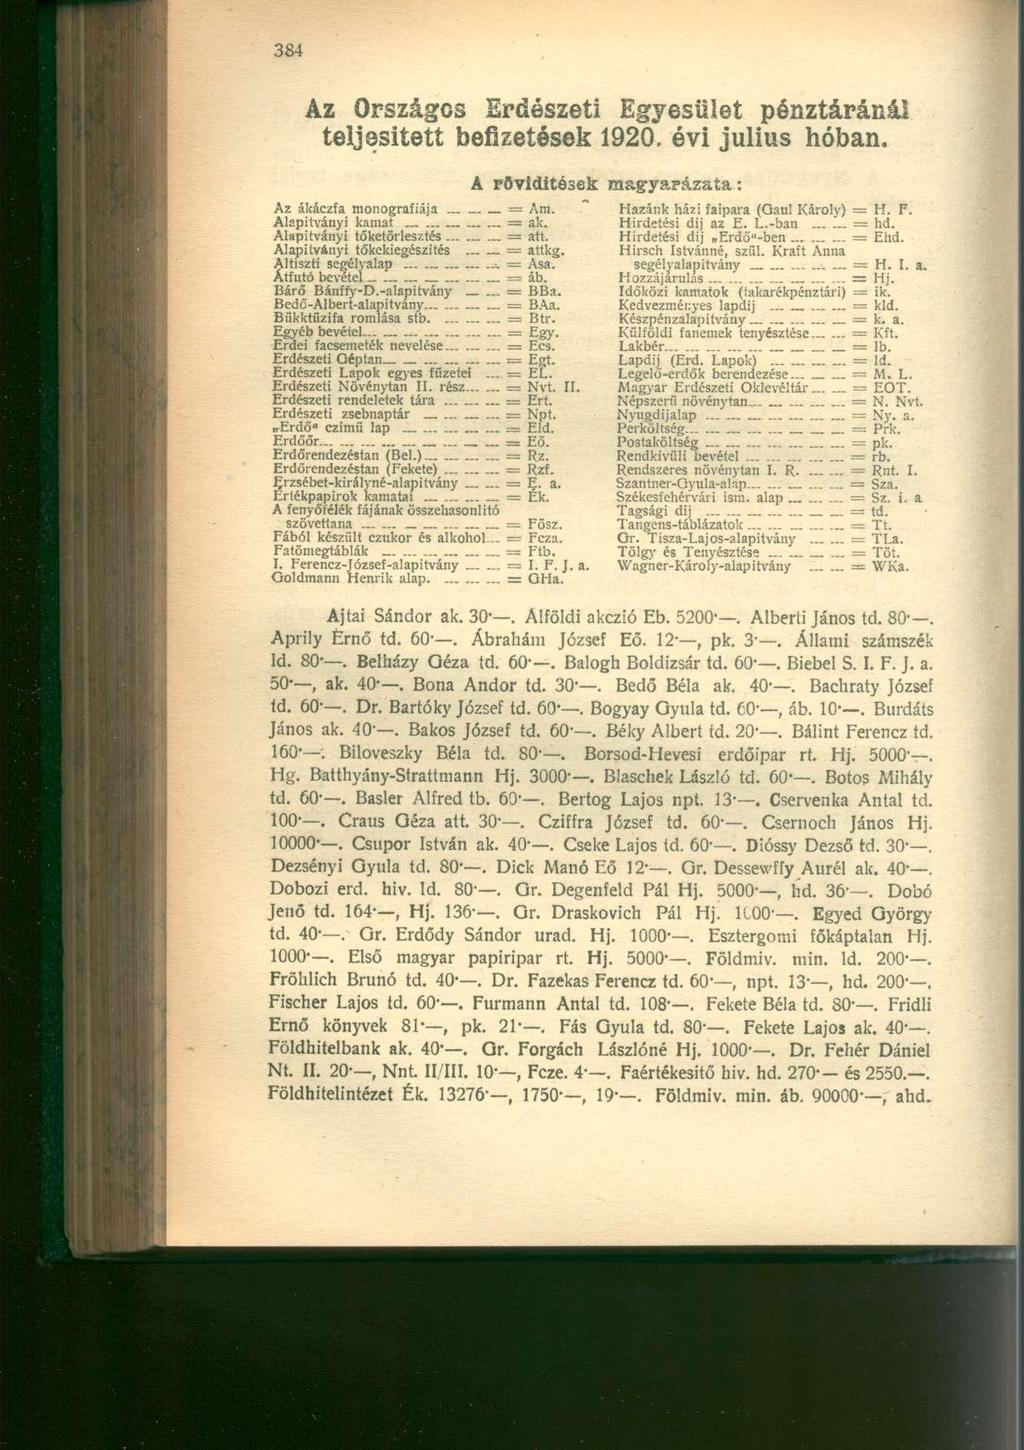 384
Az Országos Erdészeti Egyesület pénztáránál
teljesitett befizetések 1920. évi julius hóban.
A rövidítések magyarázata:
Az ákáczfa monografiája = Am.
Alapitványi kamat = ak.
Alapitványi tőketörlesztés = att.
Alapitványi tőkekiegészités = attkg.
Altiszti segélyalap = Asa.
Átfutó bevétel = áb.
Báró Bánffy-D.-alapitvány = BBa.
Bedő-Albert-alapitvány = BAa.
Bükktüzifa romlása stb. = Btr.
Egyéb bevétel = Egy.
Erdei facsemeték nevelése = Ecs.
Erdészeti Géptan = Egt.
Erdészeti Lapok egyes füzetei = EL.
Erdészeti Növénytan II. rész = Nvt. II.
Erdészeti rendeletek tára = Ert.
Erdészeti zsebnaptár = Npt.
„Erdő" czimü lap = Eld.
Erdőőr = Eő.
Erdőrendezéstan (Bel.) = Rz.
Erdőrendezéstan (Fekete) = Rzf.
Erzsébet-királyné-alapitvány = E. a.
Értékpapirok kamatai = Ék.
A fenyőfélék fájának összehasonlitó
szövettana = Fösz.
Fából készült czukor és alkohol = Fcza.
Fatömegtáblák = Ftb.
I. Ferencz-József-alapitvány = I. F. J. a.
Goldmann Henrik alap. = GHa.
Hazánk házi faipara (Gaul Károly) = H. F.
Hirdetési dij az E. L.-ban = hd.
Hirdetési dij „Erdő"-ben = Ehd.
Hirsch Istvánné, szül. Kraft Anna
segélyalapitvány = H. I. a.
Hozzájárulás = Hj.
Időközi kamatok (takarékpénztári) = ik.
Kedvezményes lapdij = kld.
Készpénzalapitvány = k. a.
Külföldi fanemek tenyésztése = Kft.
Lakbér = lb.
Lapdij (Erd. Lapok) = ld.
Legelő-erdők berendezése = M. L.
Magyar Erdészeti Oklevéltár = EOT.
Népszerű növénytan = N. Nvt.
Nyugdijalap = Ny. a.
Perköltség = Prk.
Postaköltség = pk.
Rendkivüli bevétel = rb.
Rendszeres növénytan I. R. = Rnt. I.
Szantner-Gyula-alap = Sza.
Székesfehérvári ism. alap = Sz. i. a
Tagsági dij = td.
Tangens-táblázatok = Tt.
Gr. Tisza-Lajos-alapitvány = TLa.
Tölgy és Tenyésztése = Töt.
Wagner-Károly-alapitvány = WKa.
Ajtai Sándor ak. 30·—. Álföldi akczió Eb. 5200·—. Alberti János td. 80·—.
Aprily Ernő td. 60·—. Ábrahám József Eő. 12·—, pk. 3·—. Állami számszék
ld. 80·—. Belházy Géza td. 60·—. Balogh Boldizsár td. 60·—. Biebel S. I. F. J. a.
50·—, ak. 40·—. Bona Andor td. 30·—. Bedő Béla ak. 40·—. Bachraty József
td. 60·—. Dr. Bartóky József td. 60·—. Bogyay Gyula td. 60·—, áb. 10·—. Burdáts
János ak. 40·—. Bakos József td. 60·—. Béky Albert td. 20·—. Bálint Ferencz td.
160·—. Biloveszky Béla td. 80·—. Borsod-Hevesi erdőipar rt. Hj. 5000·—.
Hg. Batthyány-Strattmann Hj. 3000·—. Blaschek László td. 60·—. Botos Mihály
td. 60·—. Basler Alfred tb. 60·—. Bertog Lajos npt. 13·—. Cservenka Antal td.
100·—. Craus Géza att. 30·—. Cziffra József td. 60·—. Csernoch János Hj.
10000·—. Csupor István ak. 40·—. Cseke Lajos td. 60·—. Dióssy Dezső td. 30·—.
Dezsényi Gyula td. 80·—. Dick Manó Eő 12·—. Gr. Dessewffy Aurél ak. 40·—.
Dobozi erd. hiv. ld. 80·—. Gr. Degenfeld Pál Hj. 5000·—, hd. 36·—. Dobó
Jenő td. 164·—, Hj. 136·—. Gr. Draskovich Pál Hj. 1000·—. Egyed György
td. 40·—. Gr. Erdődy Sándor urad. Hj. 1000·—. Esztergomi főkáptalan Hj.
1000·—. Első magyar papiripar rt. Hj. 5000·—. Földmiv. min. ld. 200·—.
Fröhlich Brunó td. 40·—. Dr. Fazekas Ferencz td. 60·—, npt. 13·—, hd. 200·—.
Fischer Lajos td. 60·—. Furmann Antal td. 108·—. Fekete Béla td. 80·—. Fridli
Ernő könyvek 81·—, pk. 21·—. Fás Gyula td. 80·—. Fekete Lajos ak. 40·—.
Földhitelbank ak. 40·—. Gr. Forgách Lászlóné Hj. 1000·—. Dr. Fehér Dániel
Nt. II. 20·—, Nnt. II/III. 10·—, Fcze. 4·—. Faértékesitő hiv. hd. 270·— és 2550.—.
Földhitelintézet Ék. 13276·—, 1750·—, 19·—. Földmiv. min. áb. 90000·—, ahd.